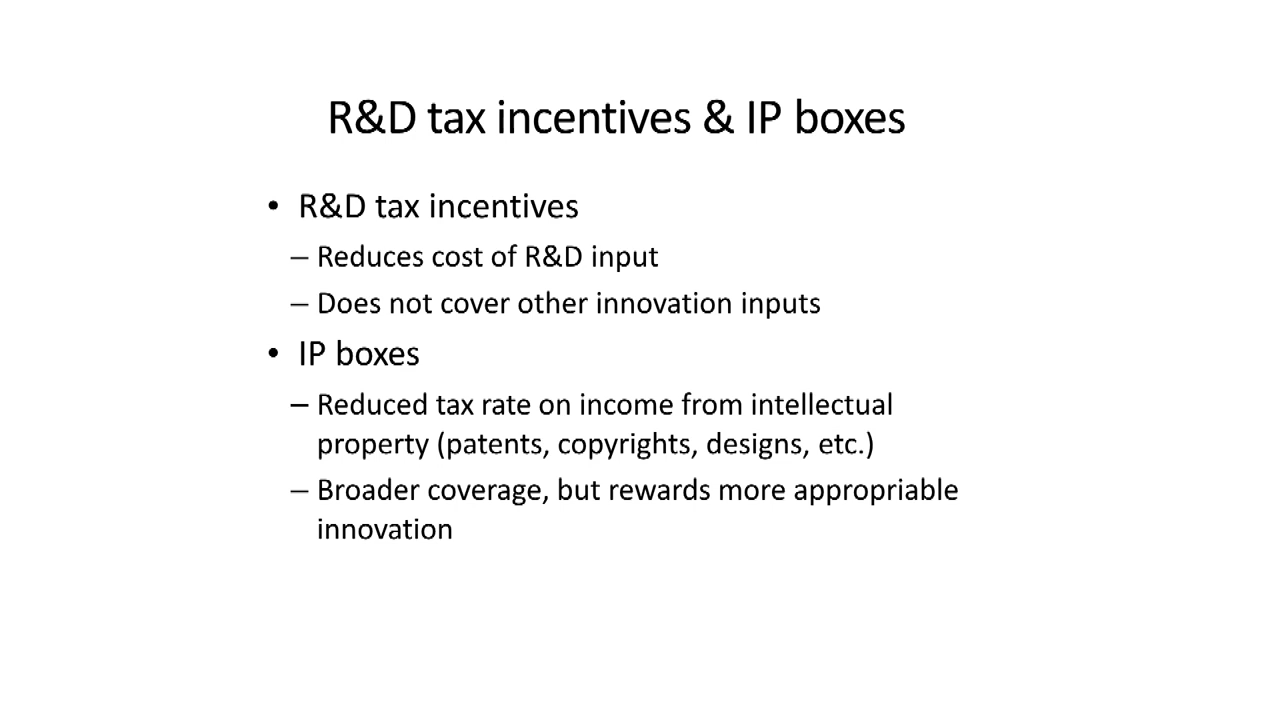 R&D tax incentives & IP boxes
• R&D tax incentives
– Reduces cost of R&D input
– Does not cover other innovation inputs
• IP boxes
– Reduced tax rate on income from intellectual
property (patents, copyrights, designs, etc.)
– Broader coverage, but rewards more appropriable
innovation